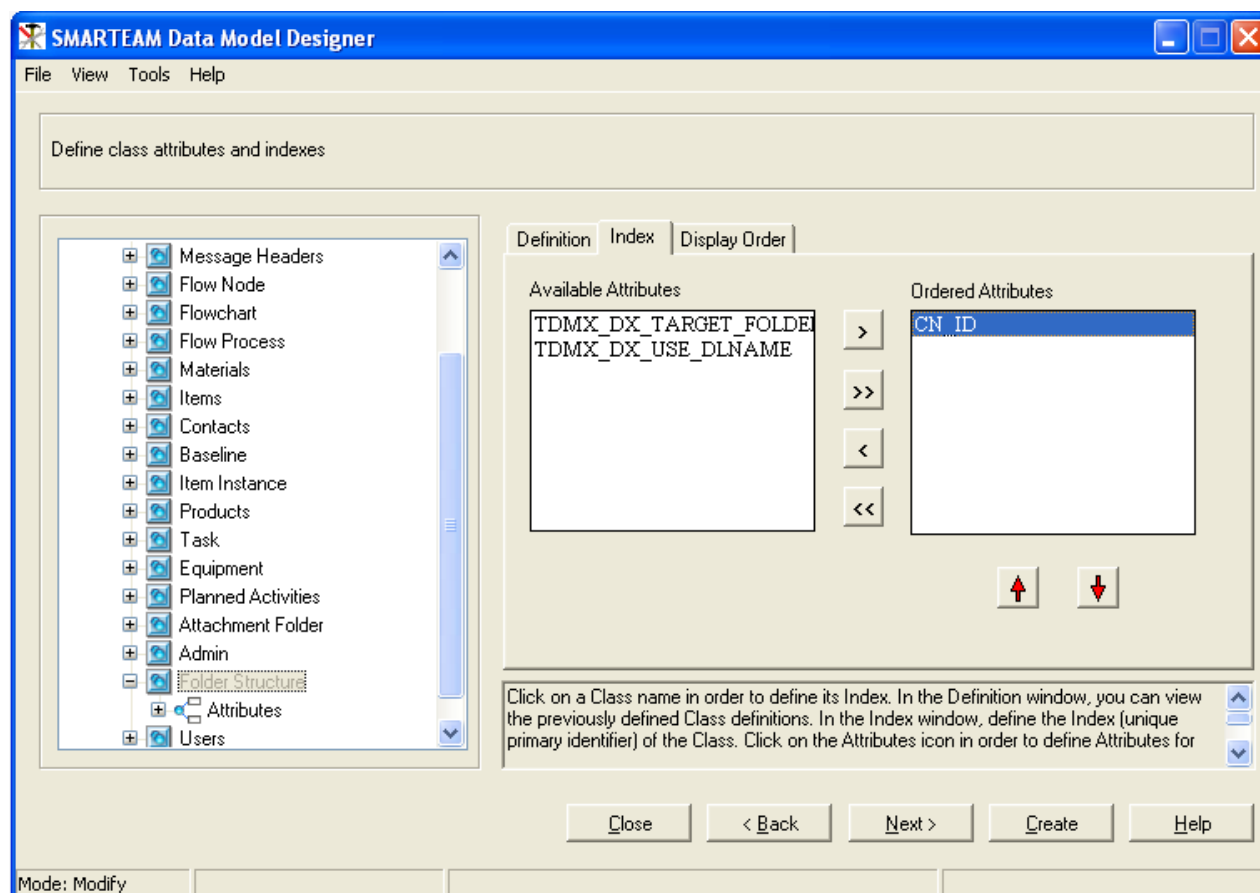 SMARTEAM Data Model Designer
File View Tools Help
Define class attributes and indexes
Message Headers
Flow Node
Flowchart
Flow Process
Materials
Items
Contacts
Baseline
Item Instance
Products
Task
Equipment
Planned Activities
Attachment Folder
Admin
Folder Structure
Attributes
Users
Definition Index Display Order
Available Attributes
TDMX_DX_TARGET_FOLDER
TDMX_DX_USE_DLNAME
>
>>
<
<<
Ordered Attributes
CN_ID
Click on a Class name in order to define its Index. In the Definition window, you can view
the previously defined Class definitions. In the Index window, define the Index (unique
primary identifier) of the Class. Click on the Attributes icon in order to define Attributes for
Close < Back Next > Create Help
Mode: Modify